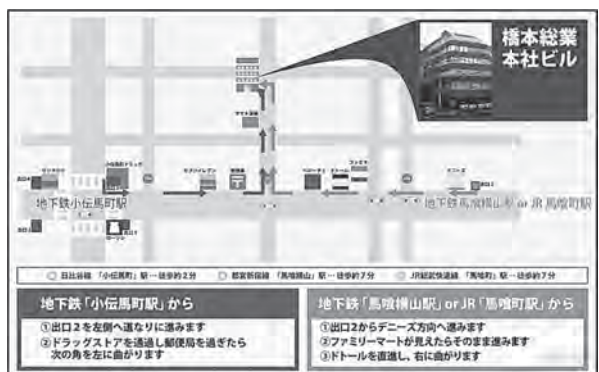 橋本総業
本社ビル
小伝馬町ドラッグ
地下鉄小伝馬町駅
地下鉄馬喰横山駅 or JR 馬喰町駅
日比谷線 「小伝馬町」駅…徒歩約2分
都営新宿線 「馬喰横山」駅…徒歩約7分
JR総武快速線 「馬喰町」駅…徒歩約7分
地下鉄「小伝馬町駅」から
①出口2を左側へ道なりに進みます
②ドラッグストアを通過し郵便局を過ぎたら
次の角を左に曲がります
地下鉄「馬喰横山駅」or JR「馬喰町駅」から
①出口2からデニーズ方向へ進みます
②ファミリーマートが見えたらそのまま進みます
③ドトールを直進し、右に曲がります